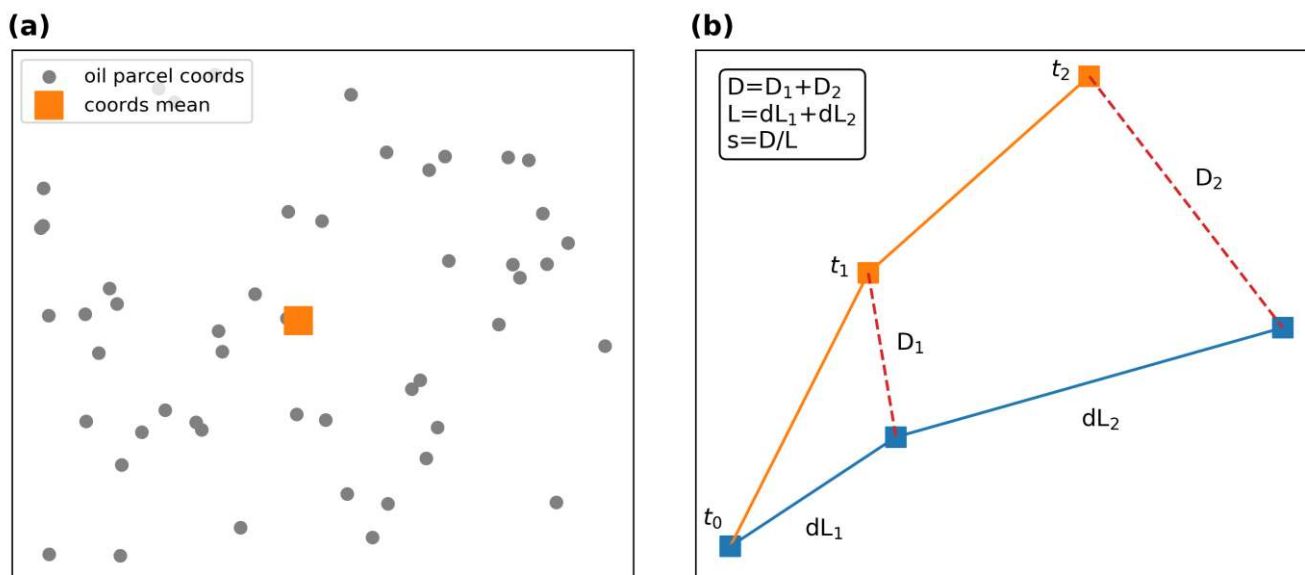 (a)
oil parcel coords
coords mean
(b)
D=D₁+D₂
L=dL₁+dL₂
s=D/L
t₂
D₂
t₁
D₁
dL₂
t₀
dL₁